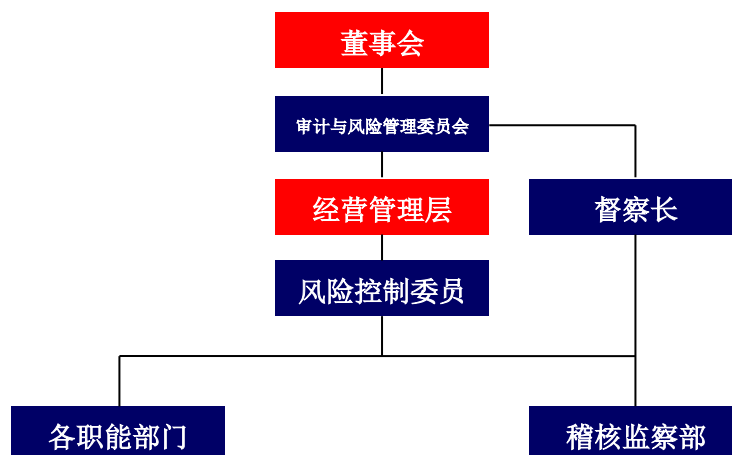 董事会
审计与风险管理委员会
经营管理层
督察长
风险控制委员
各职能部门
稽核监察部